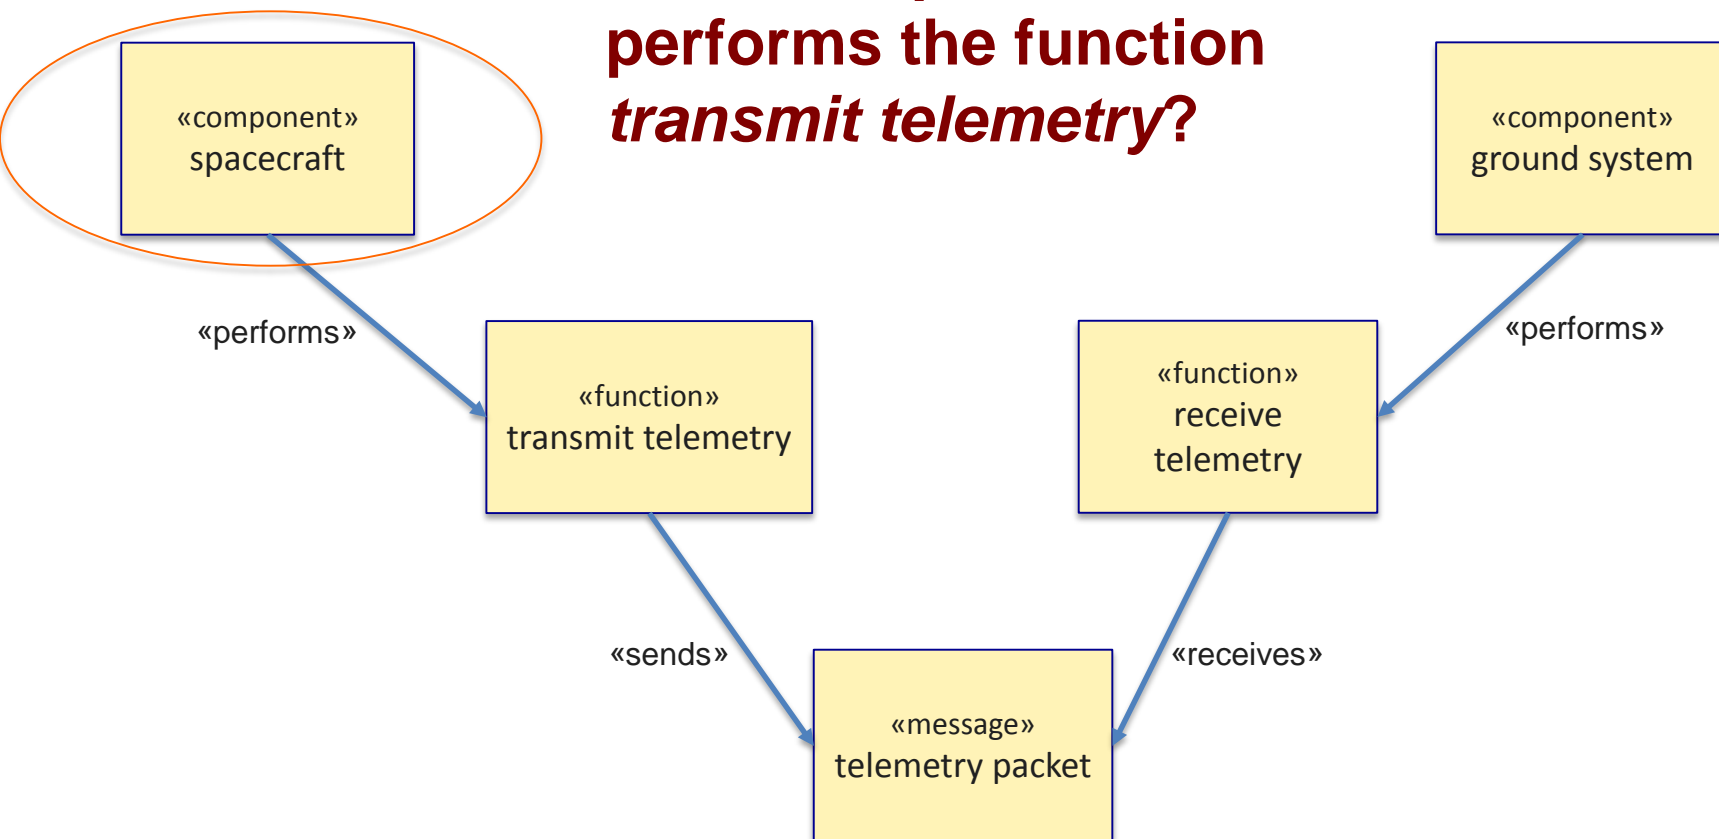 performs the function
transmit telemetry?
«component»
spacecraft
«component»
ground system
«performs»
«performs»
«function»
transmit telemetry
«function»
receive
telemetry
«sends»
«receives»
«message»
telemetry packet